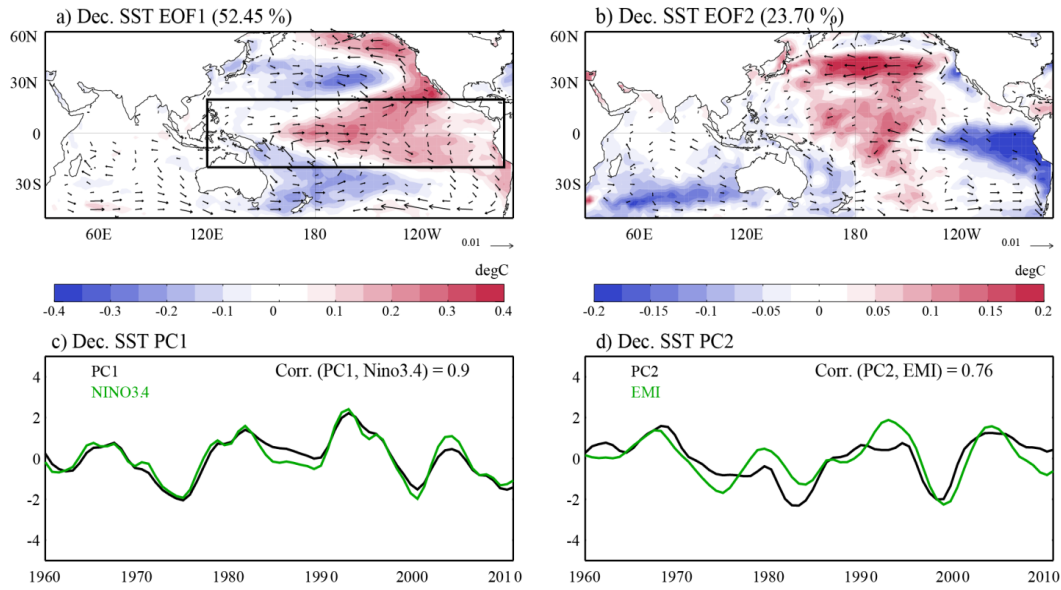 a) Dec. SST EOF1 (52.45 %)
b) Dec. SST EOF2 (23.70 %)
60N
30N
0
30S
60E
120E
180
120W
0.01
60N
30N
0
30S
60E
120E
180
120W
0.01
degC
-0.4
-0.3
-0.2
-0.1
0
0.1
0.2
0.3
0.4
degC
-0.2
-0.15
-0.1
-0.05
0
0.05
0.1
0.15
0.2
c) Dec. SST PC1
PC1
NINO3.4
Corr. (PC1, Nino3.4) = 0.9
4
2
0
-2
-4
1960
1970
1980
1990
2000
2010
d) Dec. SST PC2
PC2
EMI
Corr. (PC2, EMI) = 0.76
4
2
0
-2
-4
1960
1970
1980
1990
2000
2010